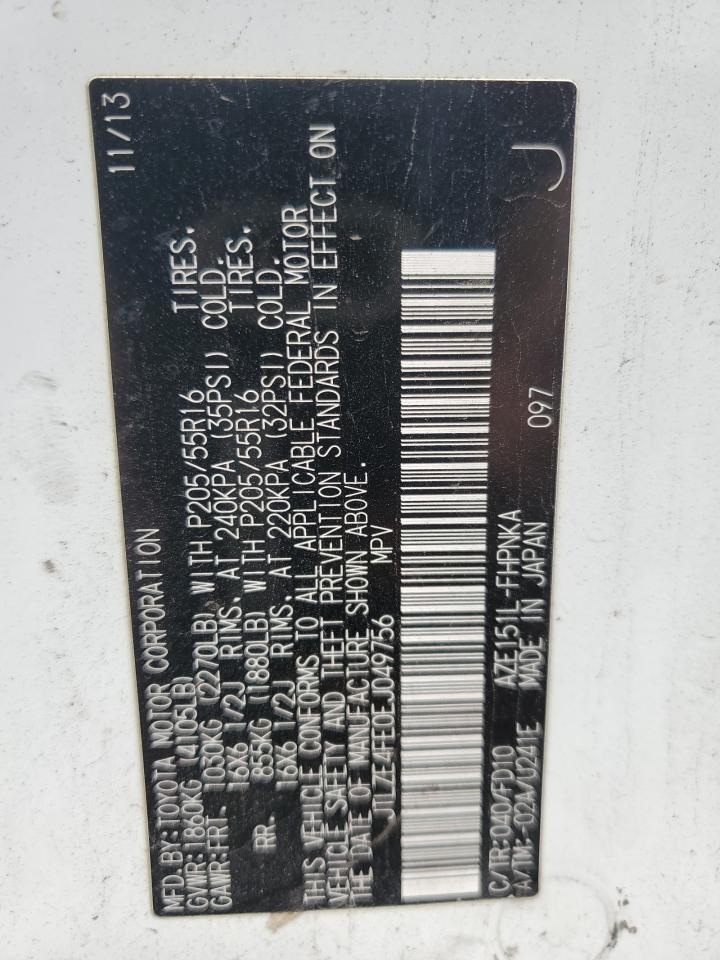 MFD.BY:TOYOTA MOTOR CORPORATION 11/13
GVWR:1860KG (4105LB)
GAWR:FRT. 1030KG (2270LB) WITH P205/55R16 TIRES.
16X6 1/2J RIMS. AT 240KPA (35PSI) COLD.
RR. 855KG (1880LB) WITH P205/55R16 TIRES.
16X6 1/2J RIMS. AT 220KPA (32PSI) COLD.
THIS VEHICLE CONFORMS TO ALL APPLICABLE FEDERAL MOTOR
VEHICLE SAFETY AND THEFT PREVENTION STANDARDS IN EFFECT ON
THE DATE OF MANUFACTURE SHOWN ABOVE.
JTLZE4FE0EJ049756 MPV
C/TR:040/FD10 AZE151L-FHPNKA 097
A/TM:-02A/U241E MADE IN JAPAN J